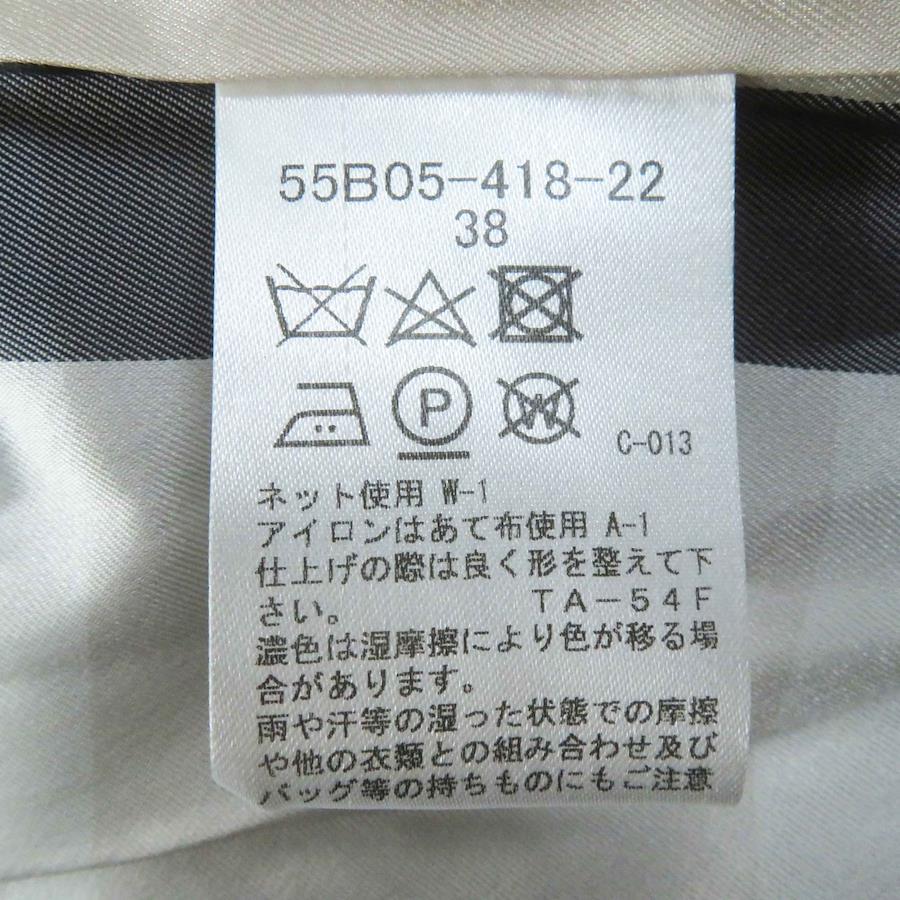 55B05-418-22
38
P
W
C-013
ネット使用 W-1
アイロンはあて布使用 A-1
仕上げの際は良く形を整えて下
さい。 TA－54F
濃色は湿摩擦により色が移る場
合があります。
雨や汗等の湿った状態での摩擦
や他の衣類との組み合わせ及び
バッグ等の持ちものにもご注意